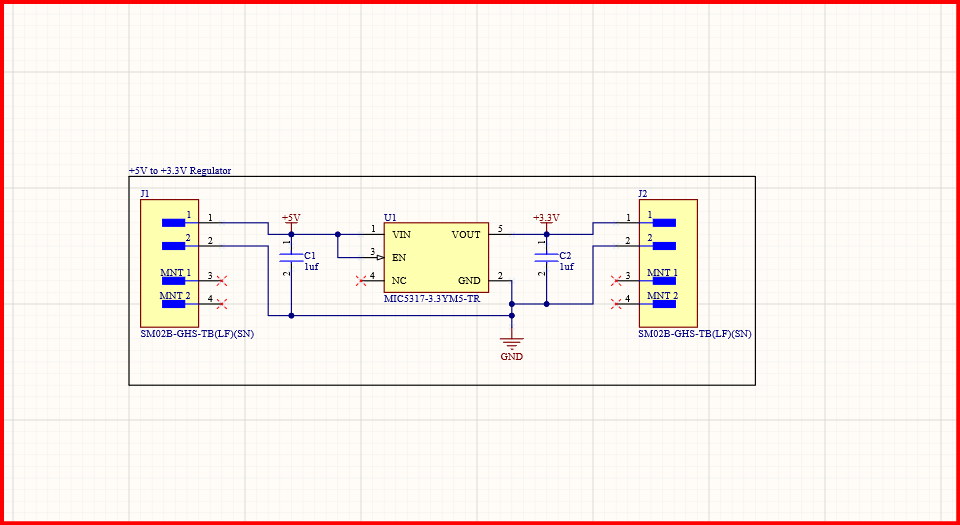 +5V to +3.3V Regulator
J1
1 1
2 2
MNT 1 3
MNT 2 4
SM02B-GHS-TB(LF)(SN)
+5V
1
C1
1uf
2
U1
1 VIN VOUT 5
3 EN
4 NC GND 2
MIC5317-3.3YM5-TR
+3.3V
1
C2
1uf
2
GND
J2
1 1
2 2
3 MNT 1
4 MNT 2
SM02B-GHS-TB(LF)(SN)